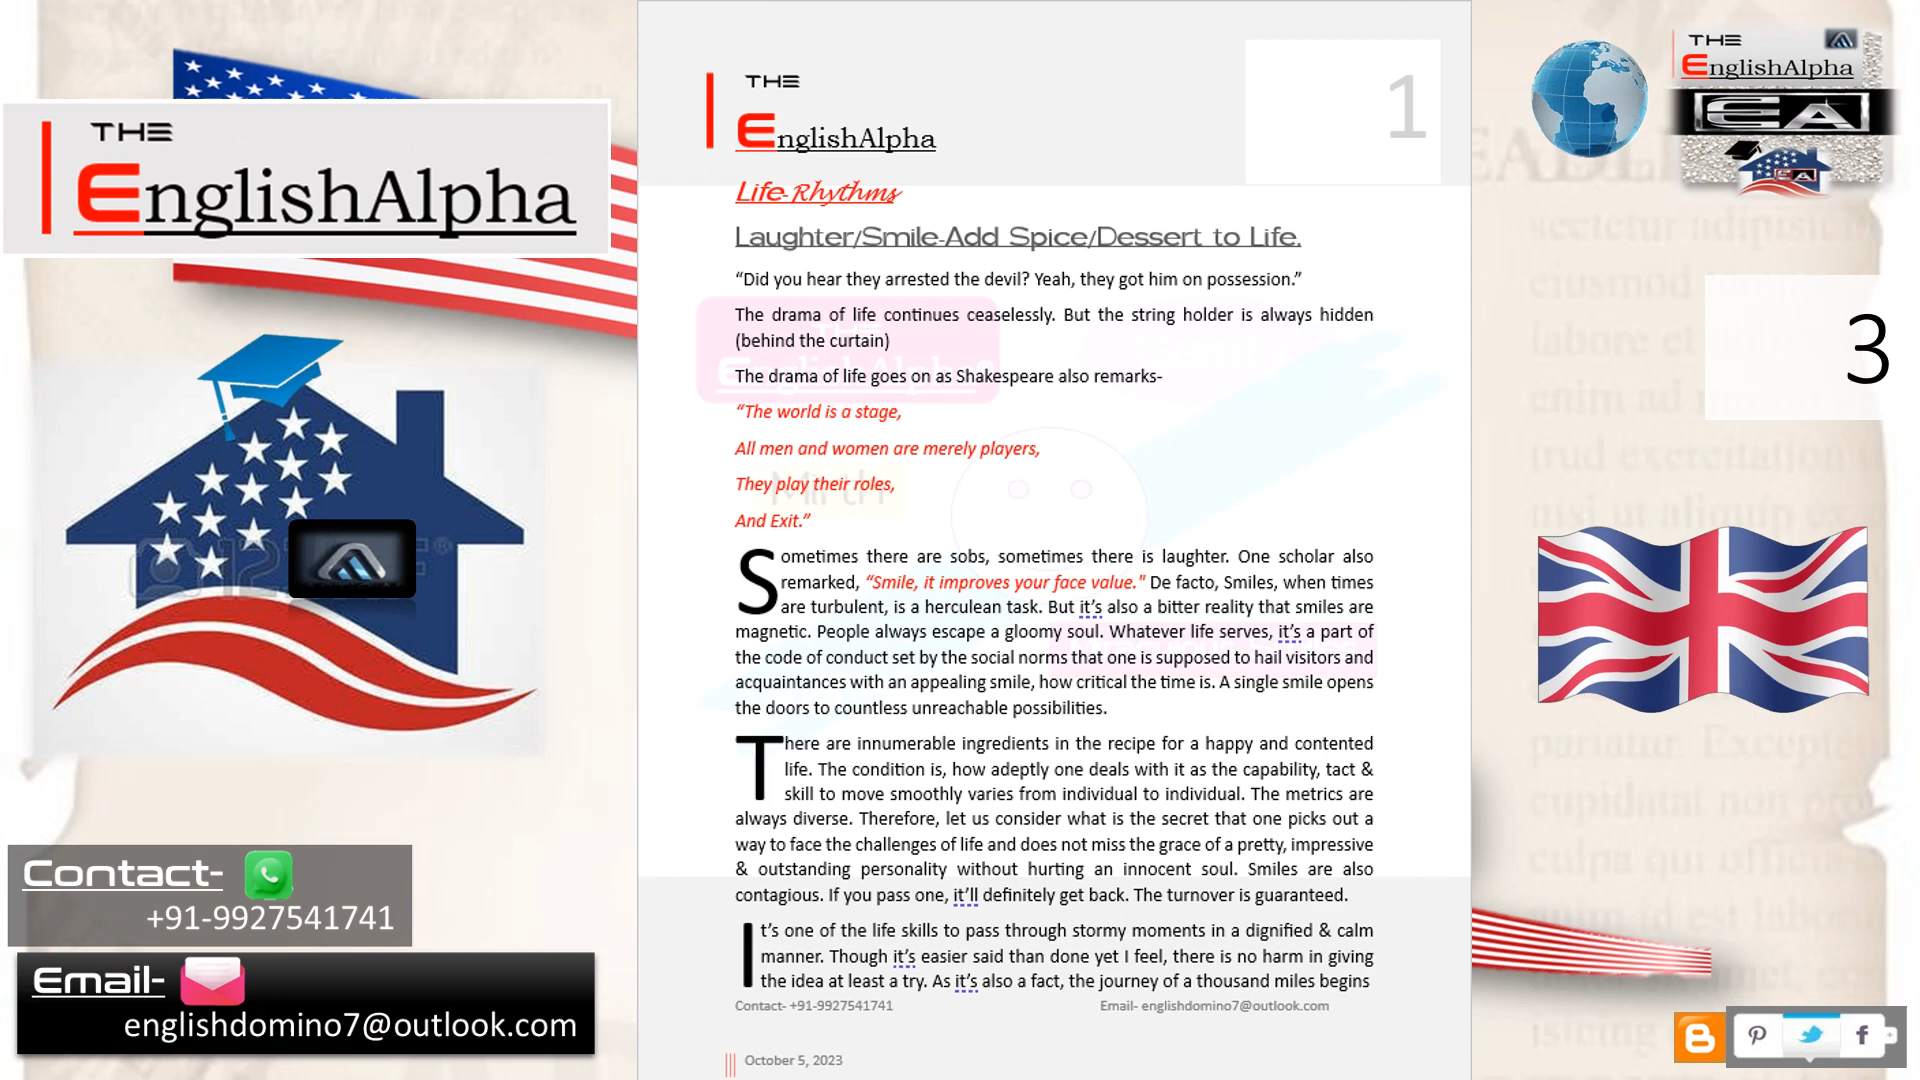 THE
EnglishAlpha
Contact-
+91-9927541741
Email-
englishdomino7@outlook.com
THE
EnglishAlpha
1
Life-Rhythms
Laughter/Smile-Add Spice/Dessert to Life.
“Did you hear they arrested the devil? Yeah, they got him on possession.”
The drama of life continues ceaselessly. But the string holder is always hidden
(behind the curtain)
The drama of life goes on as Shakespeare also remarks-
“The world is a stage,
All men and women are merely players,
They play their roles,
And Exit.”
Sometimes there are sobs, sometimes there is laughter. One scholar also
remarked, “Smile, it improves your face value." De facto, Smiles, when times
are turbulent, is a herculean task. But it’s also a bitter reality that smiles are
magnetic. People always escape a gloomy soul. Whatever life serves, it’s a part of
the code of conduct set by the social norms that one is supposed to hail visitors and
acquaintances with an appealing smile, how critical the time is. A single smile opens
the doors to countless unreachable possibilities.
There are innumerable ingredients in the recipe for a happy and contented
life. The condition is, how adeptly one deals with it as the capability, tact &
skill to move smoothly varies from individual to individual. The metrics are
always diverse. Therefore, let us consider what is the secret that one picks out a
way to face the challenges of life and does not miss the grace of a pretty, impressive
& outstanding personality without hurting an innocent soul. Smiles are also
contagious. If you pass one, it’ll definitely get back. The turnover is guaranteed.
It’s one of the life skills to pass through stormy moments in a dignified & calm
manner. Though it’s easier said than done yet I feel, there is no harm in giving
the idea at least a try. As it’s also a fact, the journey of a thousand miles begins
Contact- +91-9927541741
Email- englishdomino7@outlook.com
October 5, 2023
Mirth
THE
EnglishAlpha
EA
EA
3